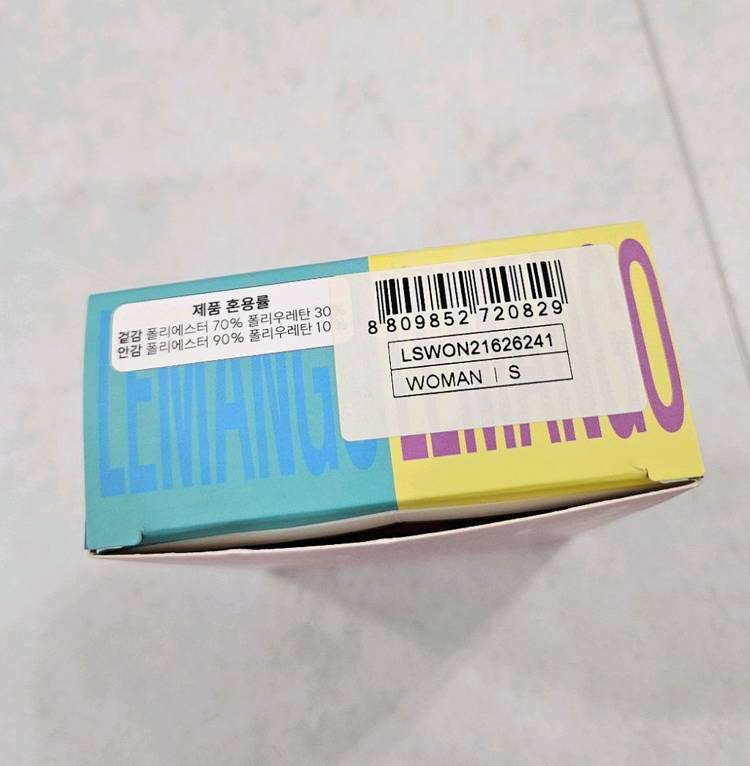 제품 혼용률
겉감 폴리에스터 70% 폴리우레탄 30%
안감 폴리에스터 90% 폴리우레탄 10%
8 809852 720829
LSWON21626241
WOMAN | S
LEMANGO
LEMANGO